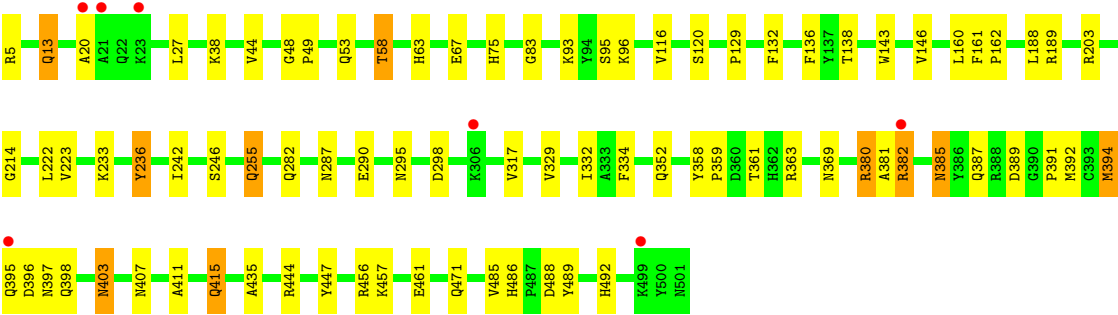 R5 Q13 A20 A21 Q22 K23 L27 K38 V44 G48 P49 Q53 T58 H63 E67 H75 G83 K93 Y94 S95 K96 V116 S120 P129 F132 F136 Y137 T138 W143 V146 L160 F161 P162 L188 R189 R203
G214 L222 V223 K233 Y236 I242 S246 Q255 Q282 N287 E290 N295 D298 K306 V317 V329 I332 A333 F334 Q352 Y358 P359 D360 T361 H362 R363 N369 R380 A381 R382 N385 Y386 Q387 R388 D389 G390 P391 M392 C393 M394
Q395 D396 N397 Q398 N403 N407 A411 Q415 A435 R444 Y447 R456 K457 E461 Q471 V485 H486 P487 D488 Y489 H492 K499 Y500 N501